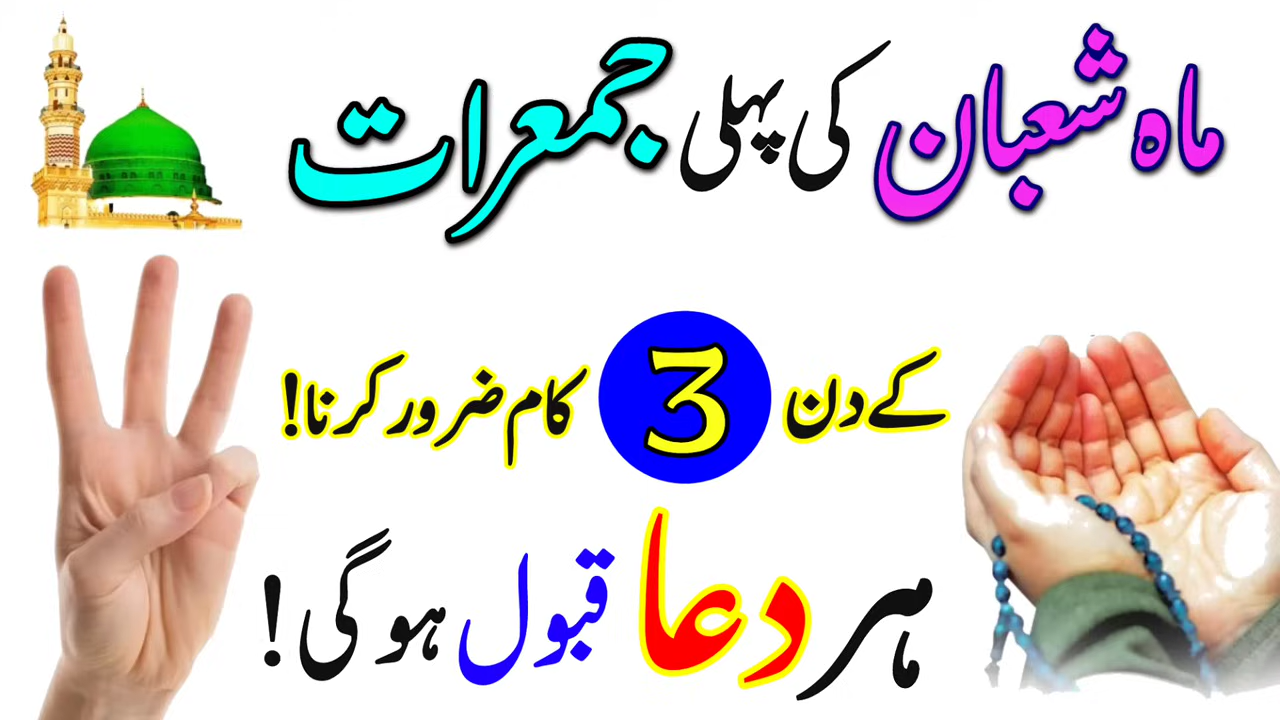 ماہ شعبان کی پہلی جمعرات
کے دن 3 کام ضرور کرنا!
ہر دعا قبول ہو گی!